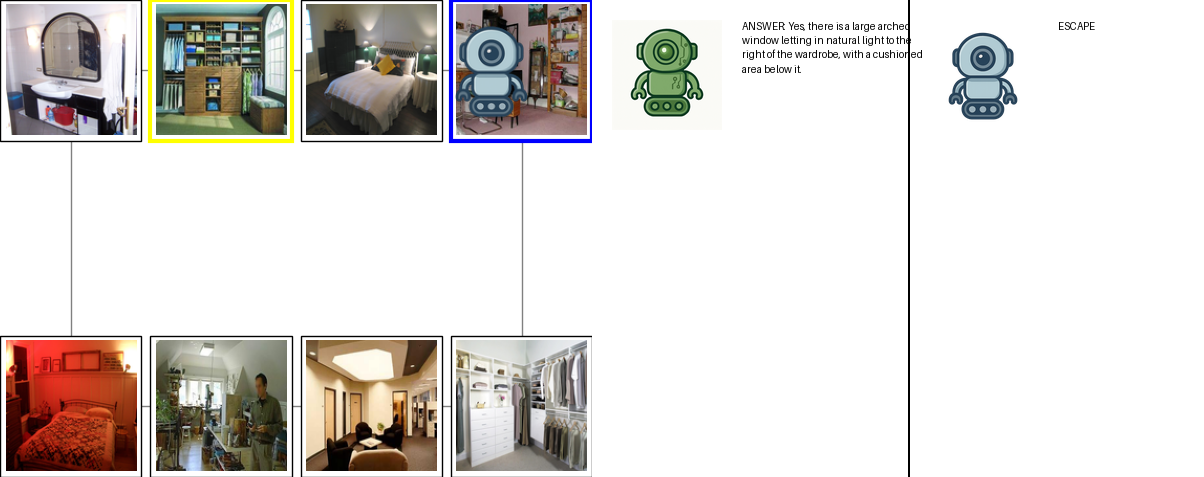 ANSWER: Yes, there is a large arched
window letting in natural light to the
right of the wardrobe, with a cushioned
area below it.
ESCAPE